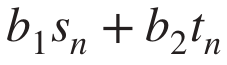 b₁sₙ + b₂tₙ